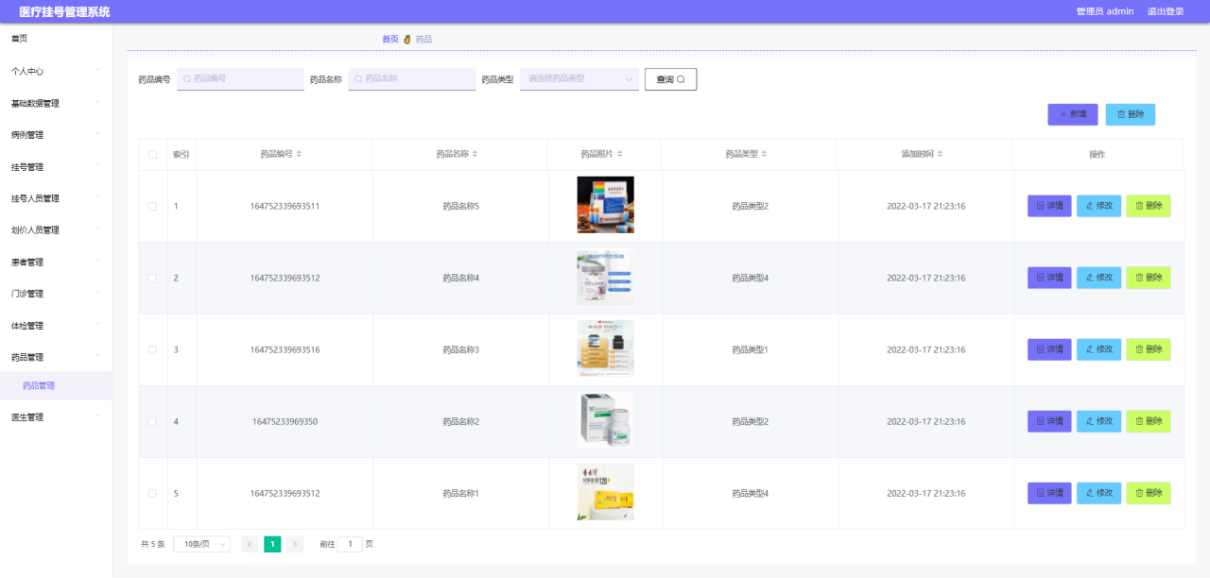 医疗挂号管理系统
管理员 admin 退出登录
首页
个人中心
基础数据管理
病例管理
挂号管理
挂号人员管理
划价人员管理
患者管理
门诊管理
体检管理
药品管理
药品管理
医生管理
首页 药品
药品编号 药品编号 药品名称 药品名称 药品类型 请选择药品类型 查询
新增 删除
索引 药品编号 药品名称 药品照片 药品类型 添加时间 操作
1 164752339693511 药品名称5 药品类型2 2022-03-17 21:23:16 详情 修改 删除
2 164752339693512 药品名称4 药品类型4 2022-03-17 21:23:16 详情 修改 删除
3 164752339693516 药品名称3 药品类型1 2022-03-17 21:23:16 详情 修改 删除
4 16475233969350 药品名称2 药品类型2 2022-03-17 21:23:16 详情 修改 删除
5 164752339693512 药品名称1 药品类型4 2022-03-17 21:23:16 详情 修改 删除
共 5 条 10条/页 1 前往 1 页